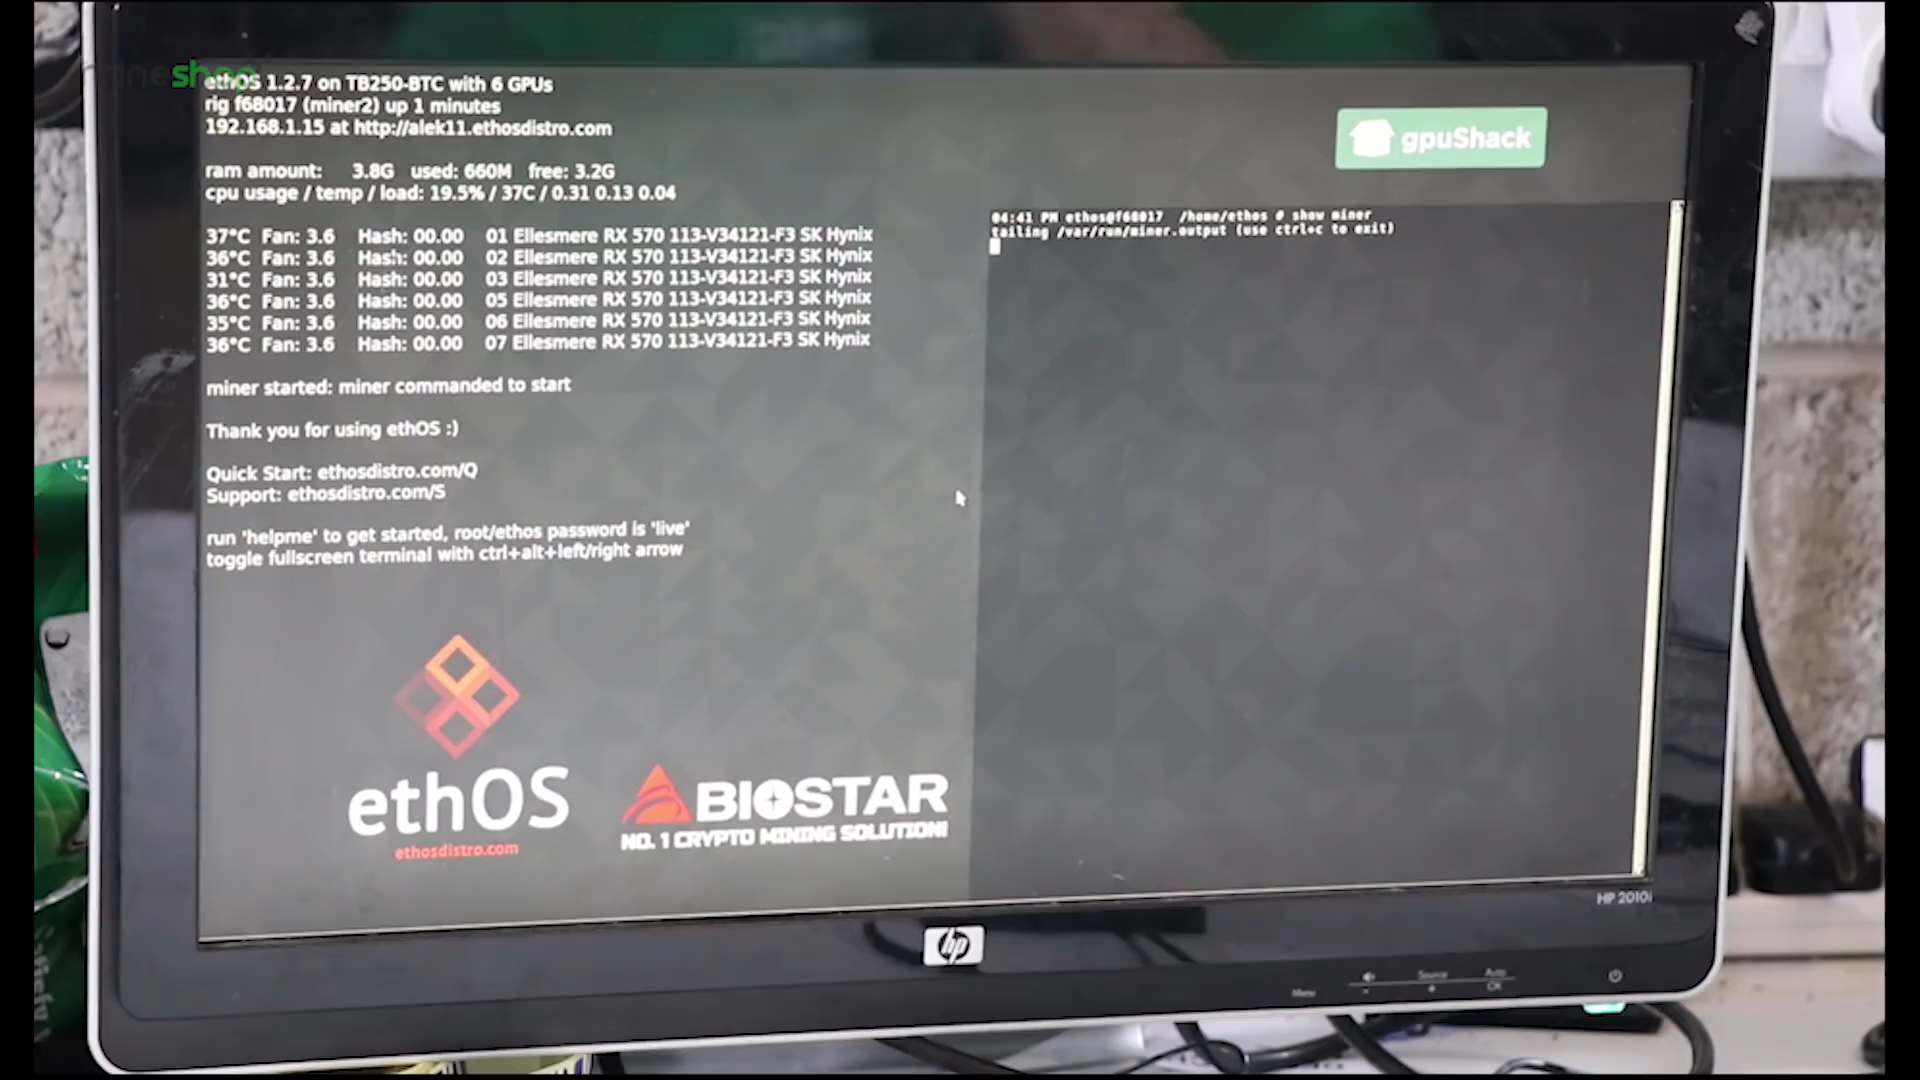 shop
ethOS 1.2.7 on TB250-BTC with 6 GPUs
rig f68017 (miner2) up 1 minutes
192.168.1.15 at http://alek11.ethosdistro.com
ram amount: 3.8G used: 660M free: 3.2G
cpu usage / temp / load: 19.5% / 37C / 0.31 0.13 0.04
37°C Fan: 3.6 Hash: 00.00 01 Ellesmere RX 570 113-V34121-F3 SK Hynix
36°C Fan: 3.6 Hash: 00.00 02 Ellesmere RX 570 113-V34121-F3 SK Hynix
31°C Fan: 3.6 Hash: 00.00 03 Ellesmere RX 570 113-V34121-F3 SK Hynix
36°C Fan: 3.6 Hash: 00.00 05 Ellesmere RX 570 113-V34121-F3 SK Hynix
35°C Fan: 3.6 Hash: 00.00 06 Ellesmere RX 570 113-V34121-F3 SK Hynix
36°C Fan: 3.6 Hash: 00.00 07 Ellesmere RX 570 113-V34121-F3 SK Hynix
miner started: miner commanded to start
Thank you for using ethOS :)
Quick Start: ethosdistro.com/Q
Support: ethosdistro.com/S
run 'helpme' to get started, root/ethos password is 'live'
toggle fullscreen terminal with ctrl+alt+left/right arrow
ethOS
ethosdistro.com
BIOSTAR
NO. 1 CRYPTO MINING SOLUTION!
gpuShack
04:41 PM ethos@f68017 /home/ethos # show miner
tailing /var/run/miner.output (use ctrl+c to exit)
HP 2010i
hp
Menu
Source
Auto
OK